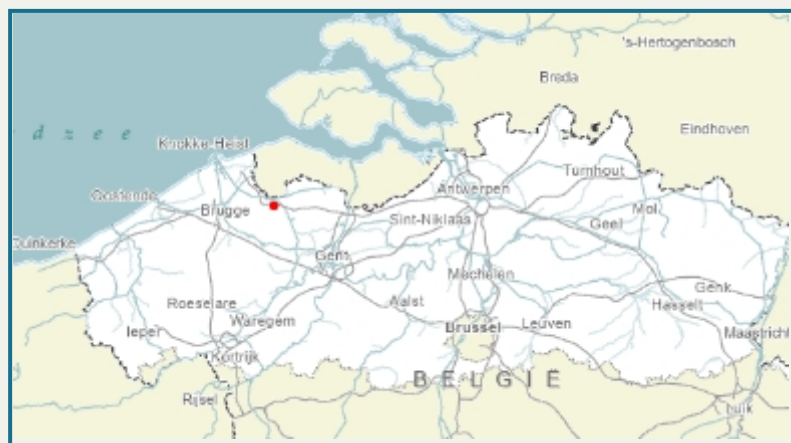 's-Hertogenbosch
Breda
Eindhoven
d z e e
Knokke-Heist
Turnhout
Oostende
Antwerpen
Brugge
Sint-Niklaas
Mol
Geel
Duinkerke
Gent
Mechelen
Genk
Roeselare
Aalst
Hasselt
Ieper
Waregem
Brussel
Leuven
Maastricht
Kortrijk
BELGIË
Rijsel
Luik